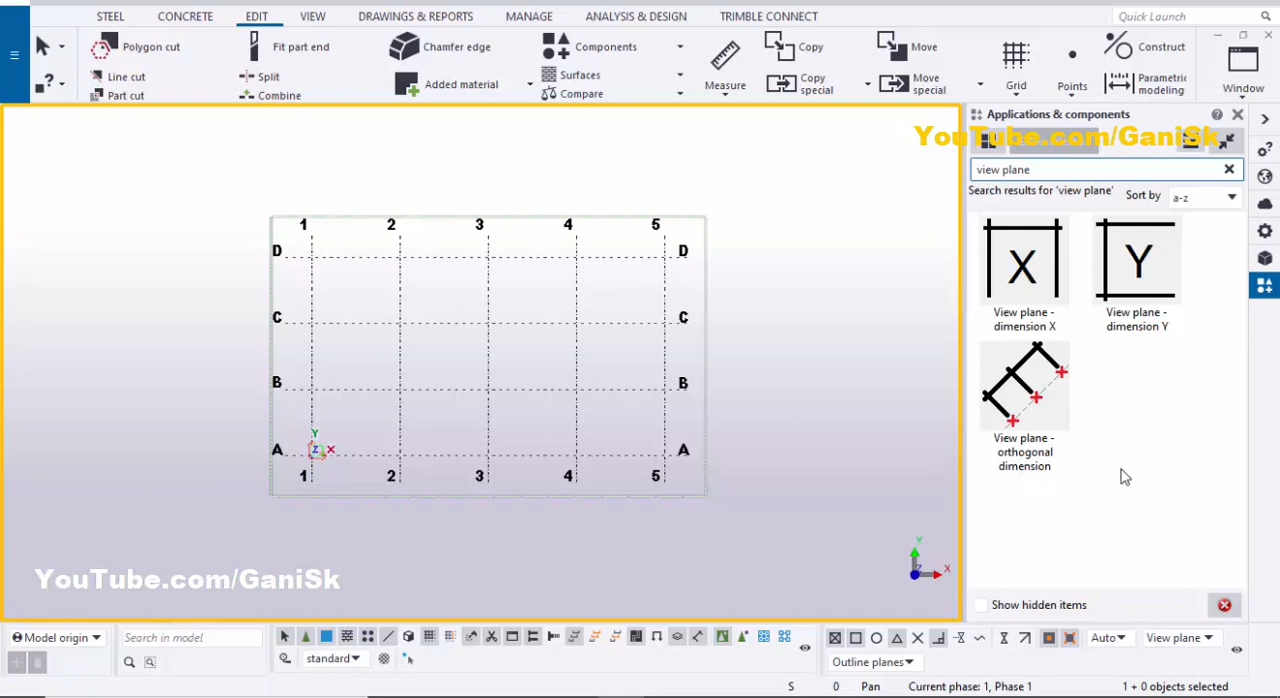 STEEL CONCRETE EDIT VIEW DRAWINGS & REPORTS MANAGE ANALYSIS & DESIGN TRIMBLE CONNECT Quick Launch
Polygon cut Fit part end Chamfer edge Components Copy Move Construct
Line cut Split Added material Surfaces Measure Copy special Move special Grid Points Parametric modeling Window
Part cut Combine Compare
Applications & components
YouTube.com/GaniSk
view plane
Search results for 'view plane' Sort by a-z
X Y
View plane - dimension X
View plane - dimension Y
View plane - orthogonal dimension
1 2 3 4 5
D D
C C
B B
Y
A Z X A
1 2 3 4 5
Y
Z X
YouTube.com/GaniSk
Show hidden items
Model origin Search in model Auto View plane
standard Outline planes
S 0 Pan Current phase: 1, Phase 1 1 + 0 objects selected